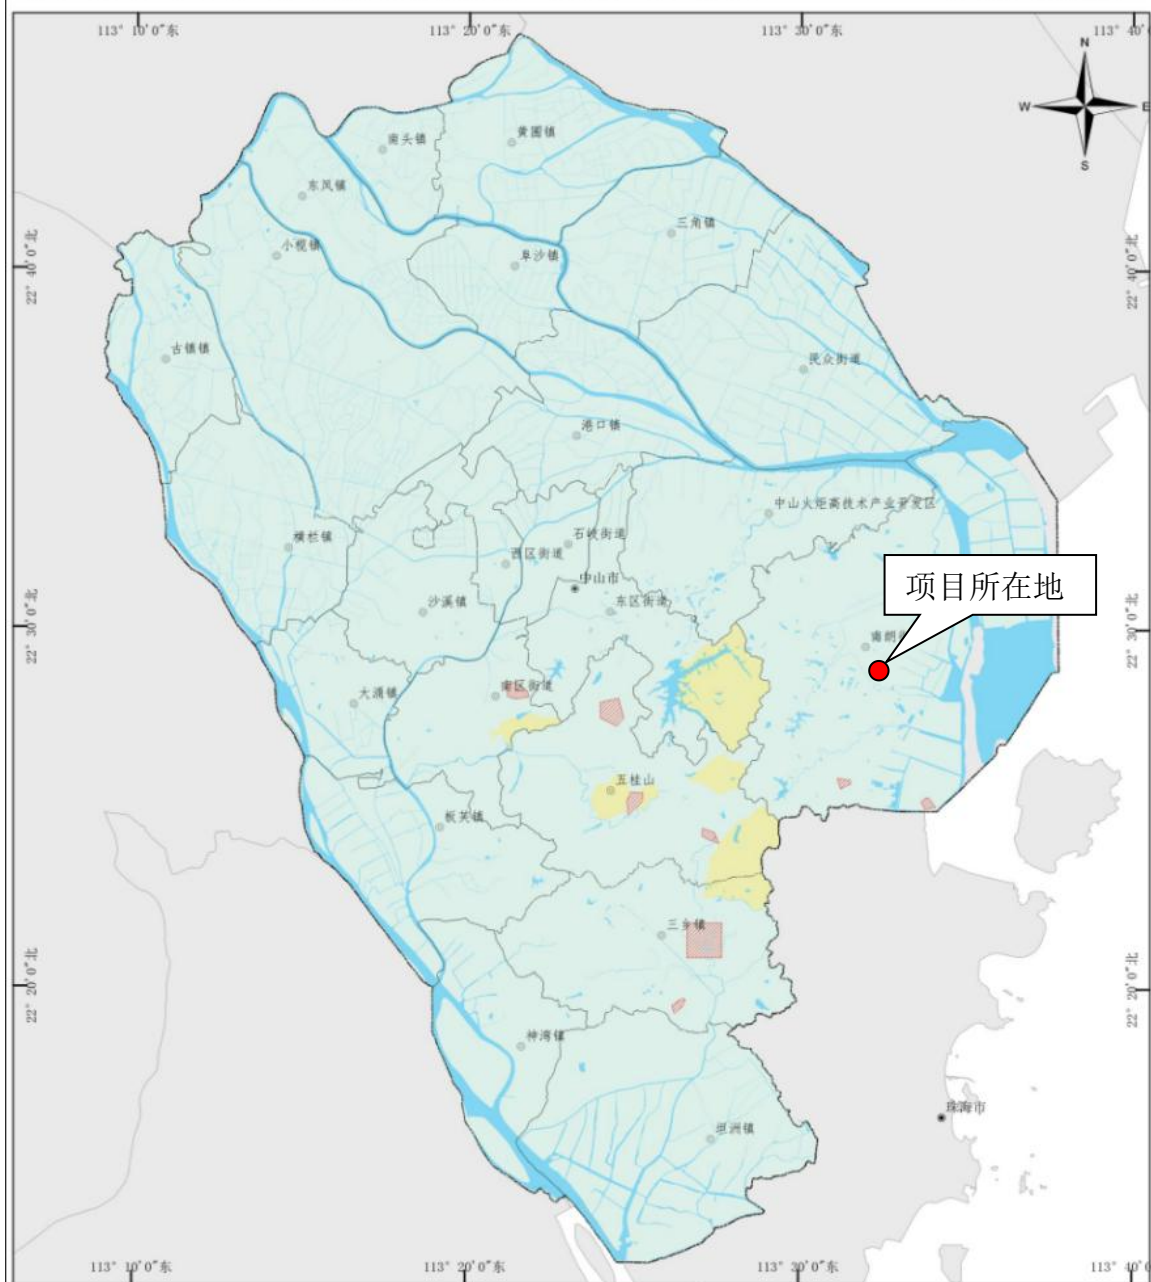 113° 10′0″东
113° 20′0″东
113° 30′0″东
113° 40′0
N
W
E
S
南头镇
黄圃镇
东凤镇
三角镇
22° 40′0″北
22° 40′0″北
小榄镇
阜沙镇
古镇镇
民众街道
港口镇
中山火炬高技术产业开发区
横栏镇
石岐街道
西区街道
中山市
项目所在地
沙溪镇
东区街道
22° 30′0″北
22° 30′0″北
南朗
大涌镇
南区街道
五桂山
板芙镇
三乡镇
22° 20′0″北
22° 20′0″北
神湾镇
珠海市
坦洲镇
113° 10′0″东
113° 20′0″东
113° 30′0″东
113° 40′0